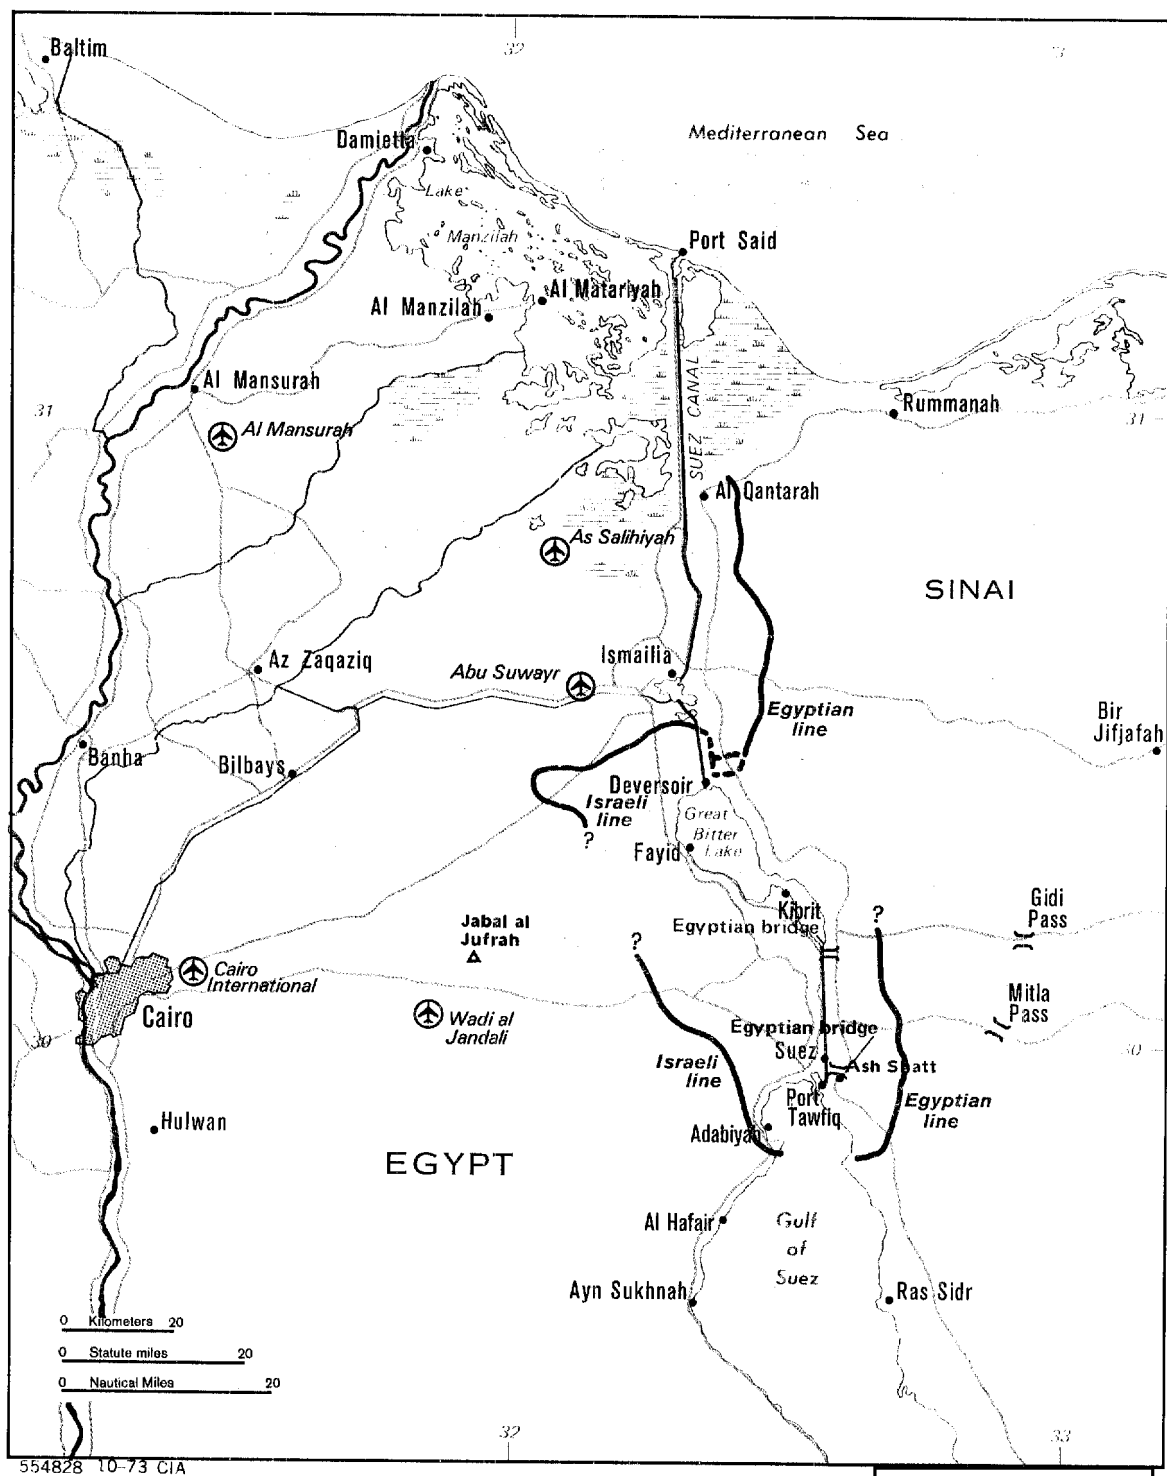 32
3
Baltim
Mediterranean Sea
Damietta
Lake
Manzilah
Port Said
Al Matariyah
Al Manzilah
SUEZ CANAL
Al Mansurah
31
Rummanah
31
Al Mansurah
Al Qantarah
As Salihiyah
SINAI
Ismailia
Az Zaqaziq
Abu Suwayr
Egyptian
line
Bir
Jifjafah
Banha
Bilbays
Deversoir
Israeli
line
?
Great
Bitter
Lake
Fayid
Kibrit
Egyptian bridge
?
Gidi
Pass
Jabal al
Jufrah
?
Cairo
International
Mitla
Pass
Wadi al
Jandali
Cairo
Egyptian bridge
30
30
Suez
Ash Shatt
Israeli
line
Port
Tawfiq
Egyptian
line
Adabiyah
Hulwan
EGYPT
Al Hafair
Gulf
of
Suez
Ayn Sukhnah
Ras Sidr
0 Kilometers 20
0 Statute miles 20
0 Nautical Miles 20
32
33
554828 10-73 CIA